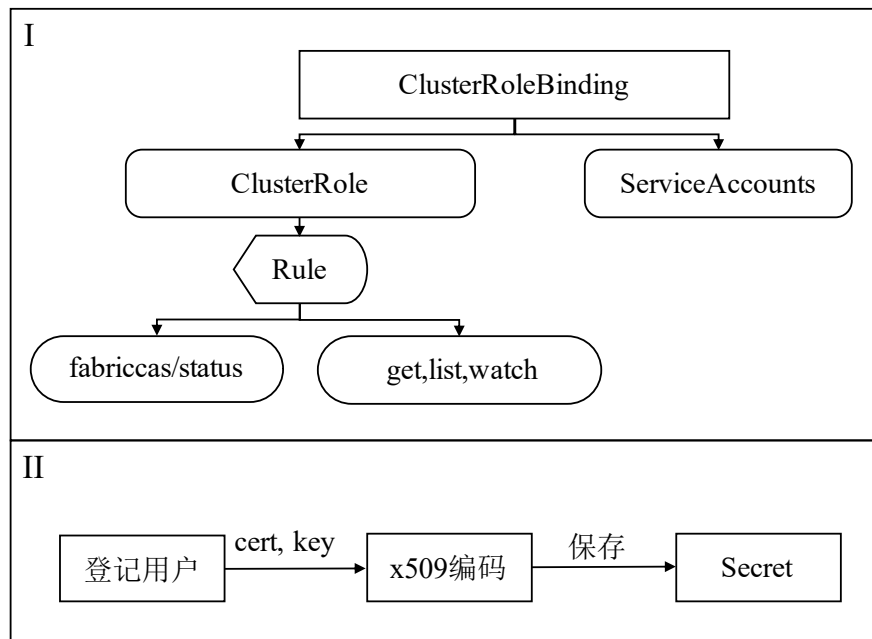 I
ClusterRoleBinding
ClusterRole
ServiceAccounts
Rule
fabriccas/status
get,list,watch
II
登记用户
cert, key
x509编码
保存
Secret